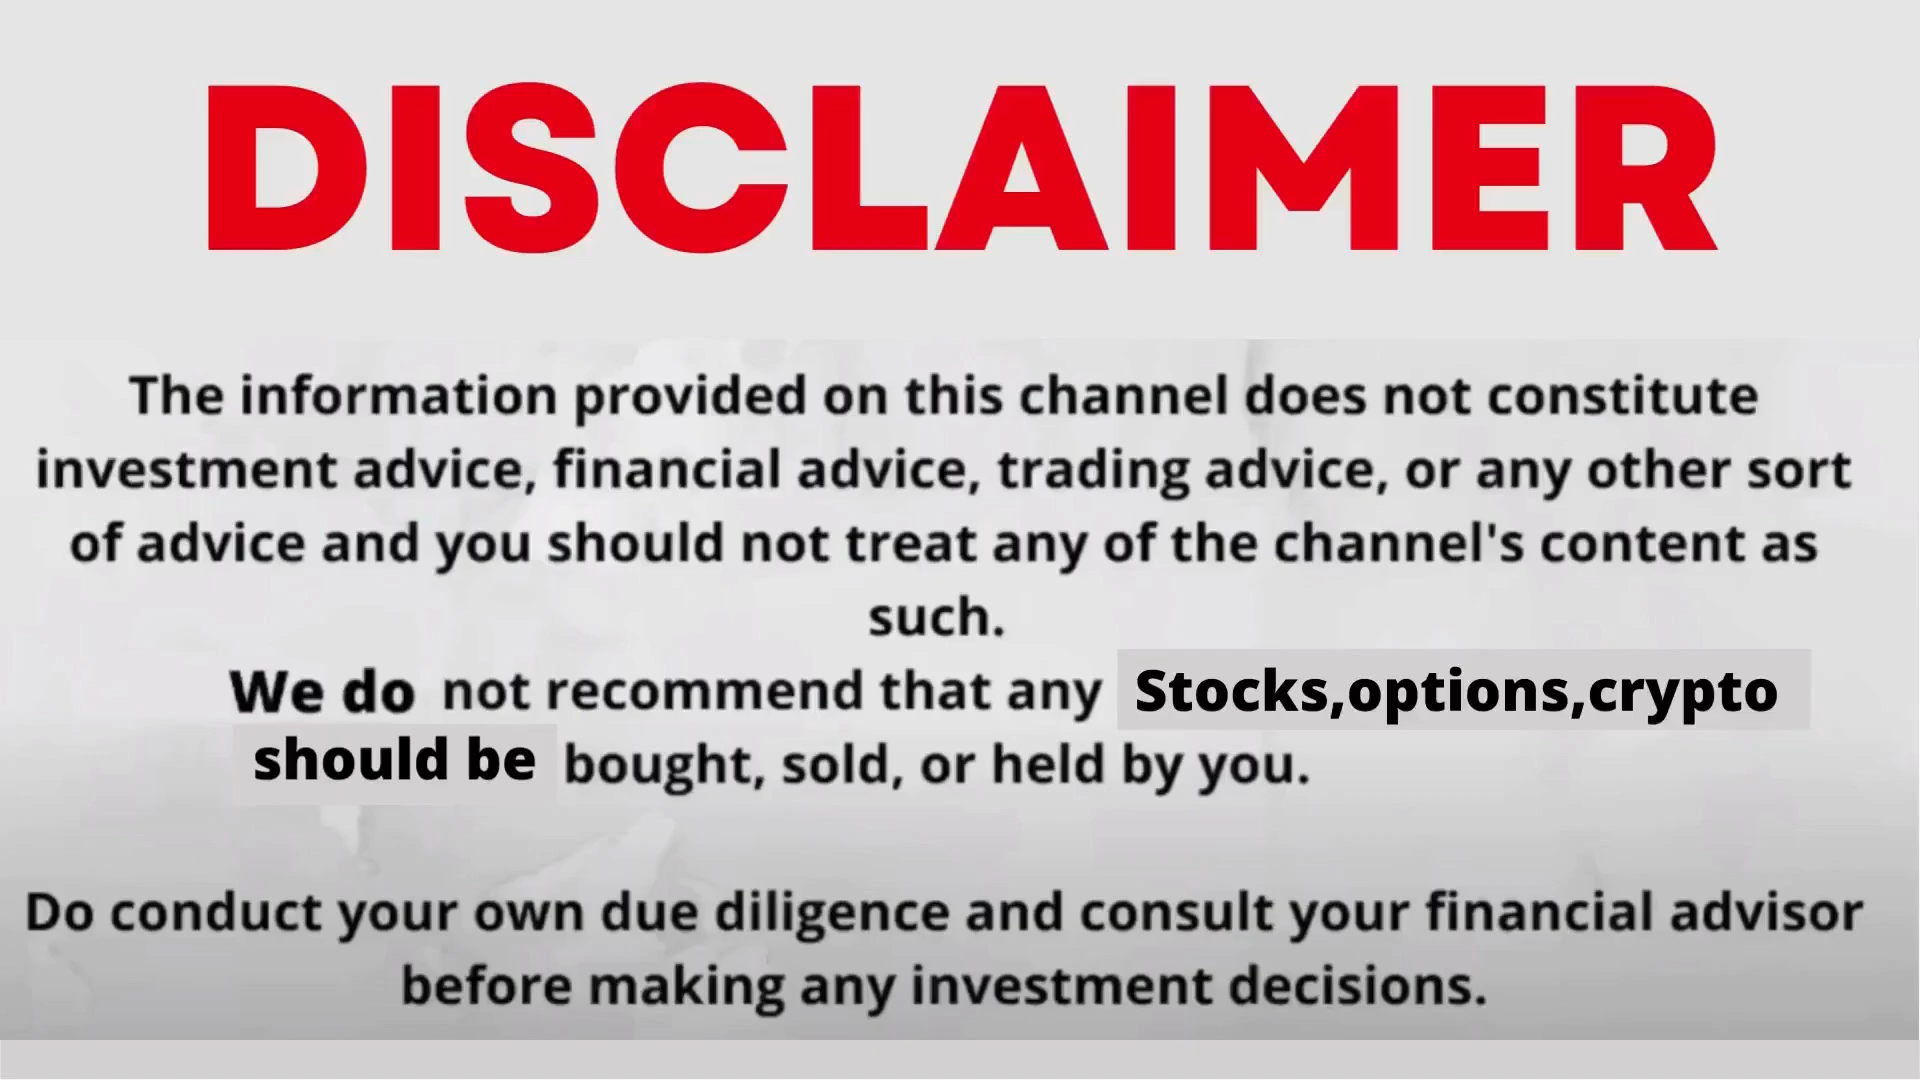 DISCLAIMER
The information provided on this channel does not constitute
investment advice, financial advice, trading advice, or any other sort
of advice and you should not treat any of the channel's content as
such.
We do not recommend that any Stocks,options,crypto
should be bought, sold, or held by you.
Do conduct your own due diligence and consult your financial advisor
before making any investment decisions.